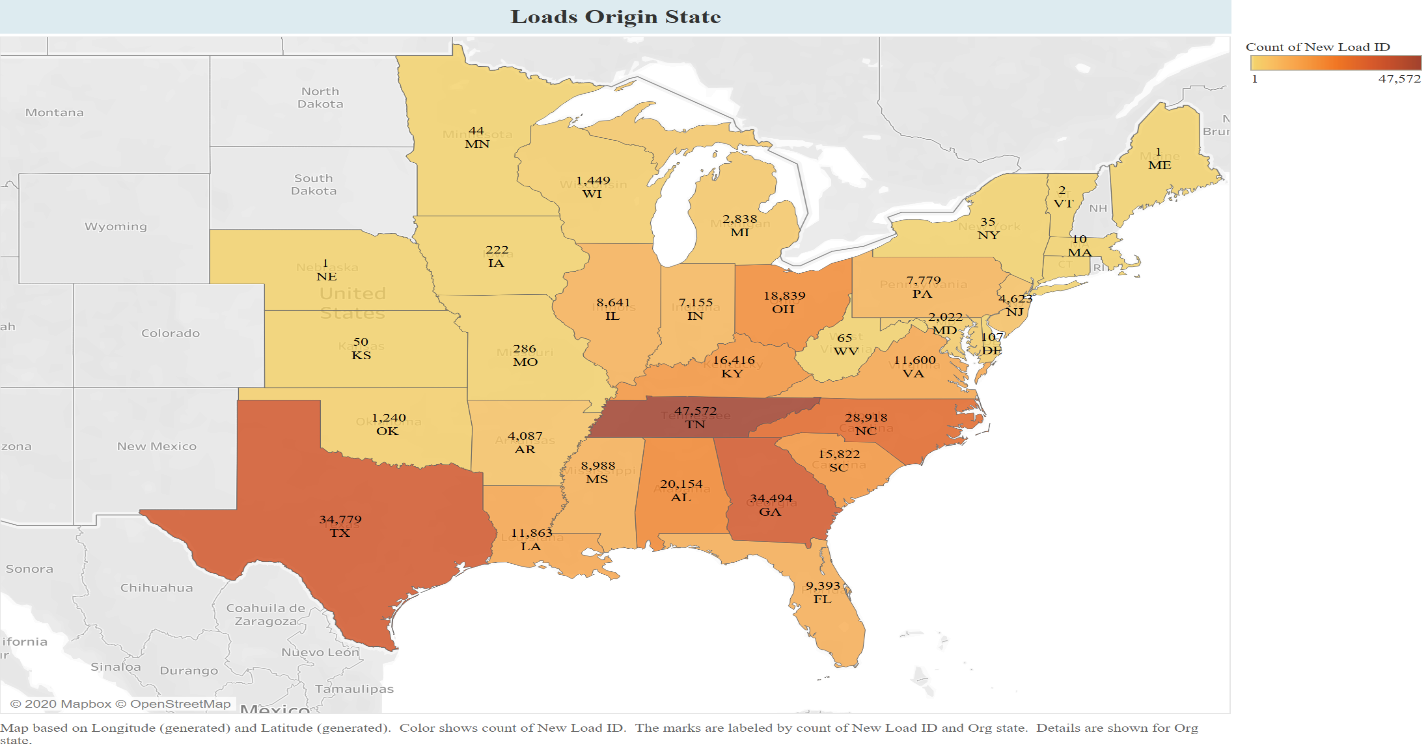 Loads Origin State
Count of New Load ID
1
47,572
North
Dakota
Montana
N
Brun
44
MN
South
Dakota
1
ME
1,449
WI
2
VT
NH
Wyoming
2,838
MI
35
NY
10
MA
222
IA
1
NE
CT
RI
United
States
7,779
PA
18,839
OH
4,623
NJ
8,641
IL
7,155
IN
2,022
MD
ah
Colorado
107
DE
65
WV
50
KS
286
MO
16,416
KY
11,600
VA
47,572
TN
28,918
NC
1,240
OK
4,087
AR
zona
New Mexico
15,822
SC
8,988
MS
20,154
AL
34,494
GA
34,779
TX
11,863
LA
Sonora
Chihuahua
9,393
FL
Coahuila de
Zaragoza
ifornia
ir
Nuevo León
Sinaloa
Durango
Tamaulipas
© 2020 Mapbox © OpenStreetMap
Mexico
Map based on Longitude (generated) and Latitude (generated).  Color shows count of New Load ID.  The marks are labeled by count of New Load ID and Org state.  Details are shown for Org
state.